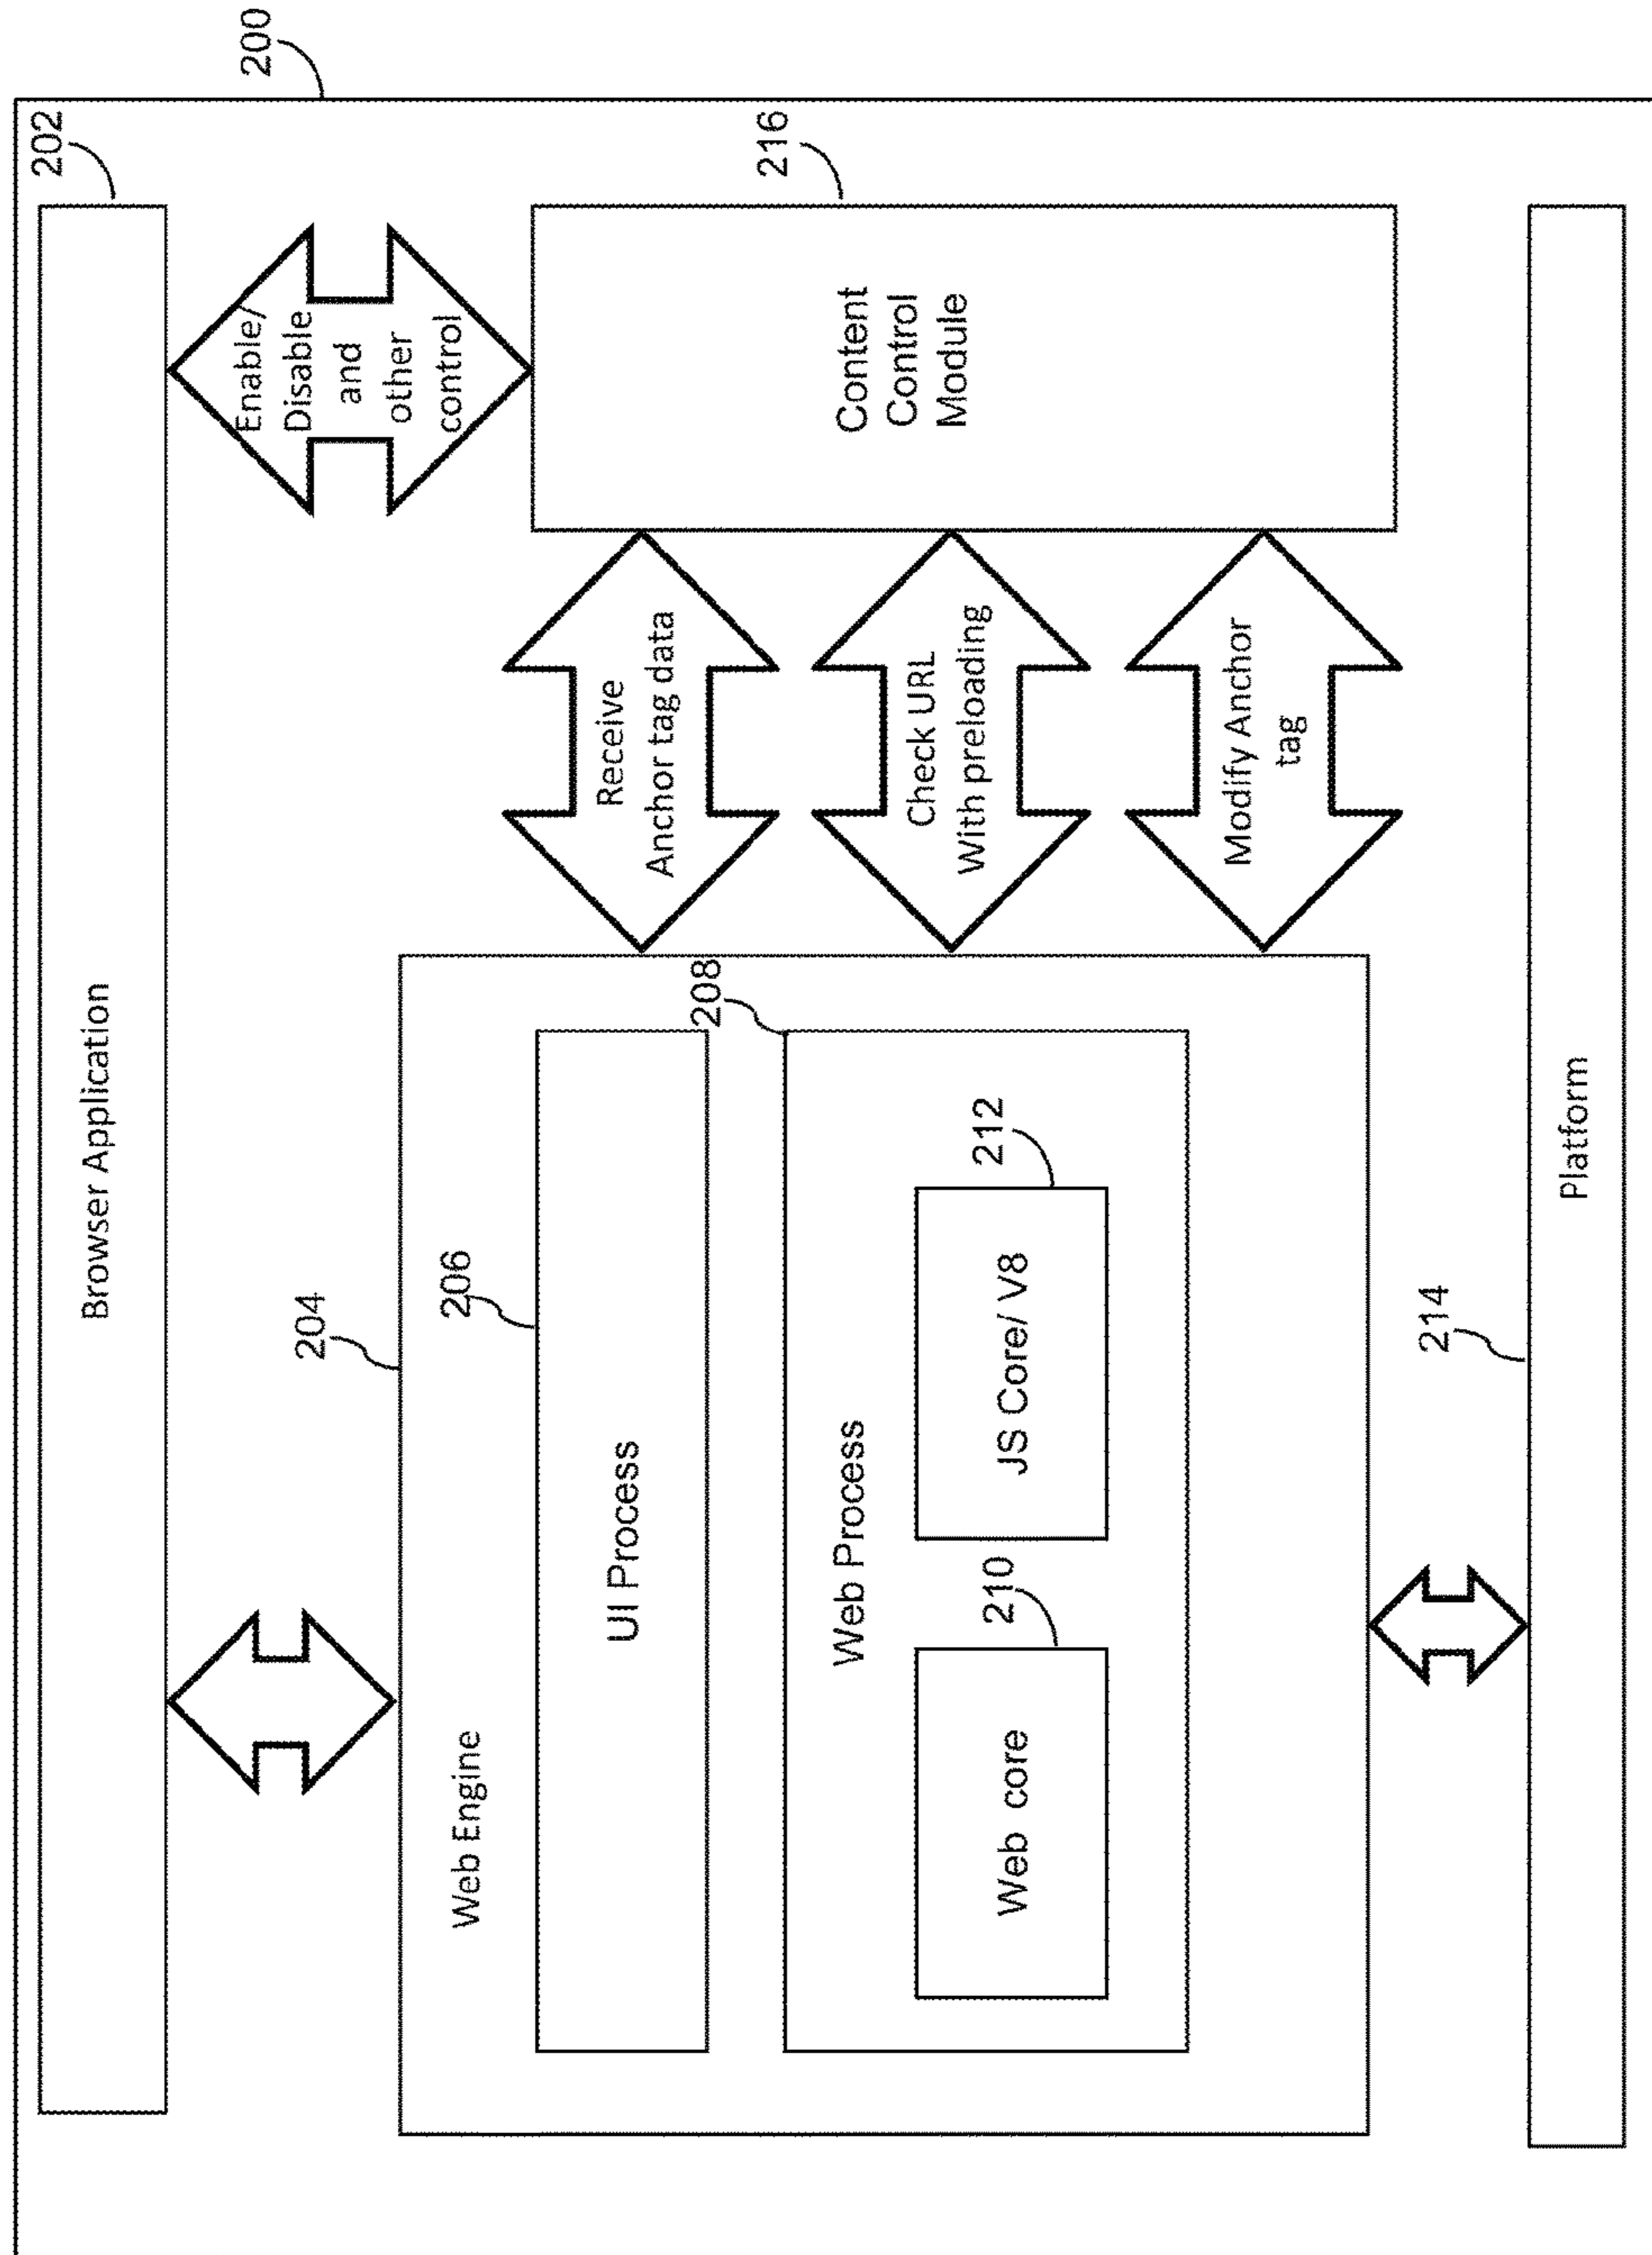 200
202
Browser Application
Enable/
Disable
and
other
control
204
Web Engine
206
UI Process
208
Web Process
210
Web core
212
JS Core/ V8
Receive
Anchor tag data
Check URL
With preloading
Modify Anchor
tag
216
Content
Control
Module
214
Platform